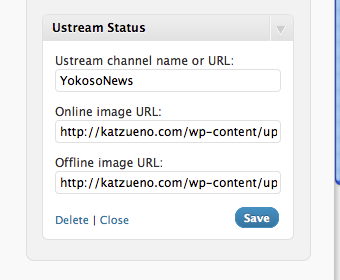 Ustream Status
Ustream channel name or URL:
YokosoNews
Online image URL:
http://katzueno.com/wp-content/up
Offline image URL:
http://katzueno.com/wp-content/up
Delete | Close
Save